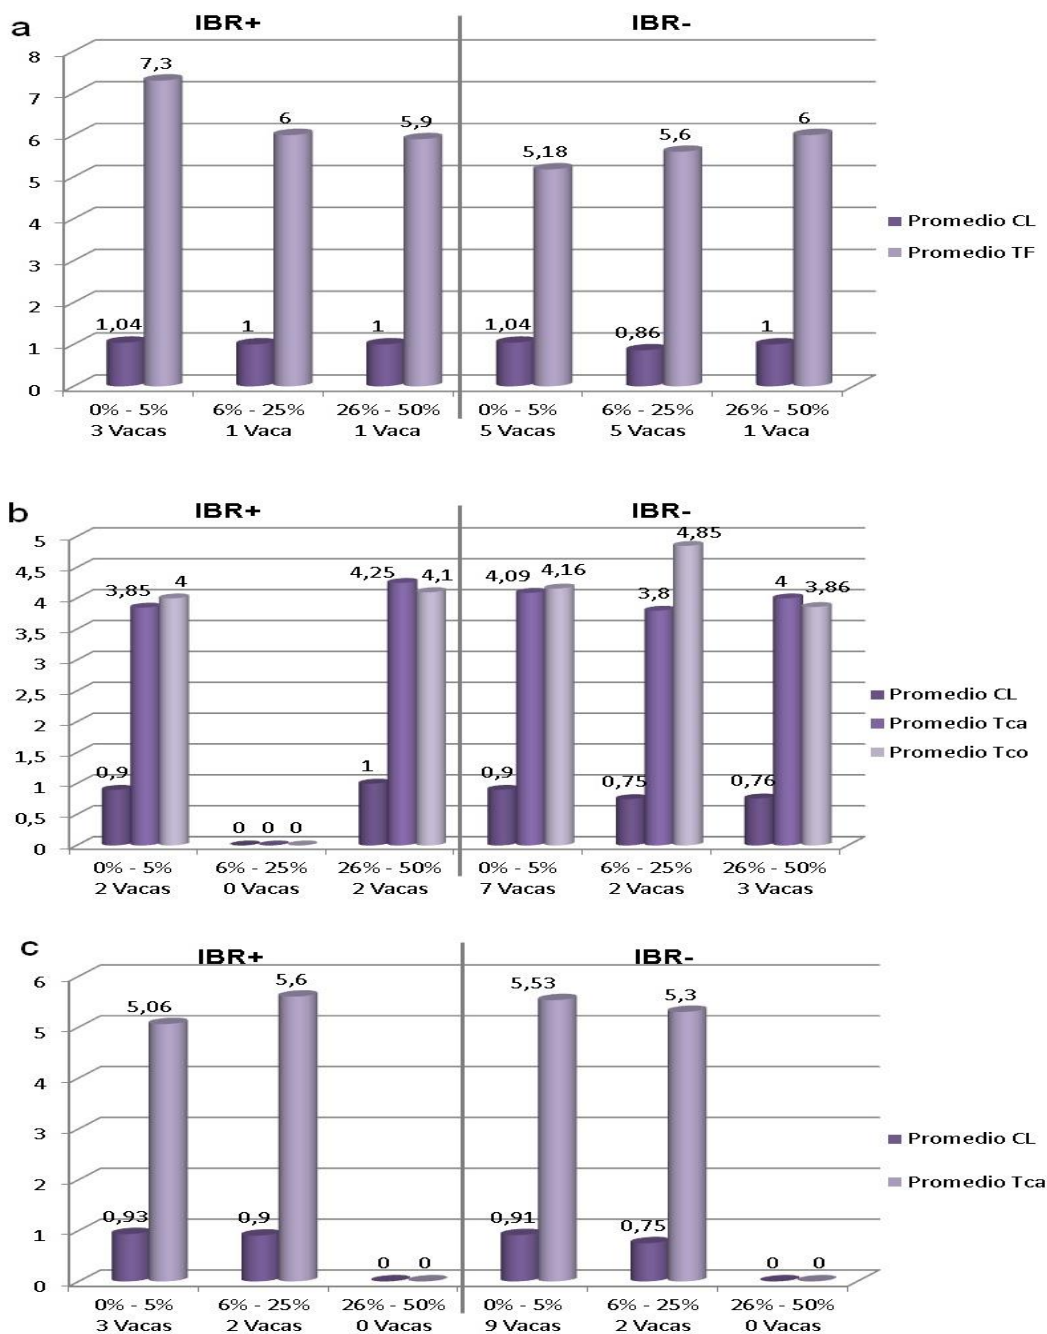 a
IBR+ IBR-
8
7
6
5
4
3
2
1
0
7,3 6 5,9 5,18 5,6 6
1,04 1 1 1,04 0,86 1
0% - 5% 6% - 25% 26% - 50% 0% - 5% 6% - 25% 26% - 50%
3 Vacas 1 Vaca 1 Vaca 5 Vacas 5 Vacas 1 Vaca
Promedio CL
Promedio TF
b
IBR+ IBR-
5
4,5
4
3,5
3
2,5
2
1,5
1
0,5
0
3,85 4 4,25 4,1 4,09 4,16 3,8 4,85 4 3,86
0,9 0 0 0 1 0,9 0,75 0,76
0% - 5% 6% - 25% 26% - 50% 0% - 5% 6% - 25% 26% - 50%
2 Vacas 0 Vacas 2 Vacas 7 Vacas 2 Vacas 3 Vacas
Promedio CL
Promedio Tca
Promedio Tco
c
IBR+ IBR-
6
5
4
3
2
1
0
5,06 5,6 5,53 5,3
0,93 0,9 0 0 0,91 0,75 0 0
0% - 5% 6% - 25% 26% - 50% 0% - 5% 6% - 25% 26% - 50%
3 Vacas 2 Vacas 0 Vacas 9 Vacas 2 Vacas 0 Vacas
Promedio CL
Promedio Tca